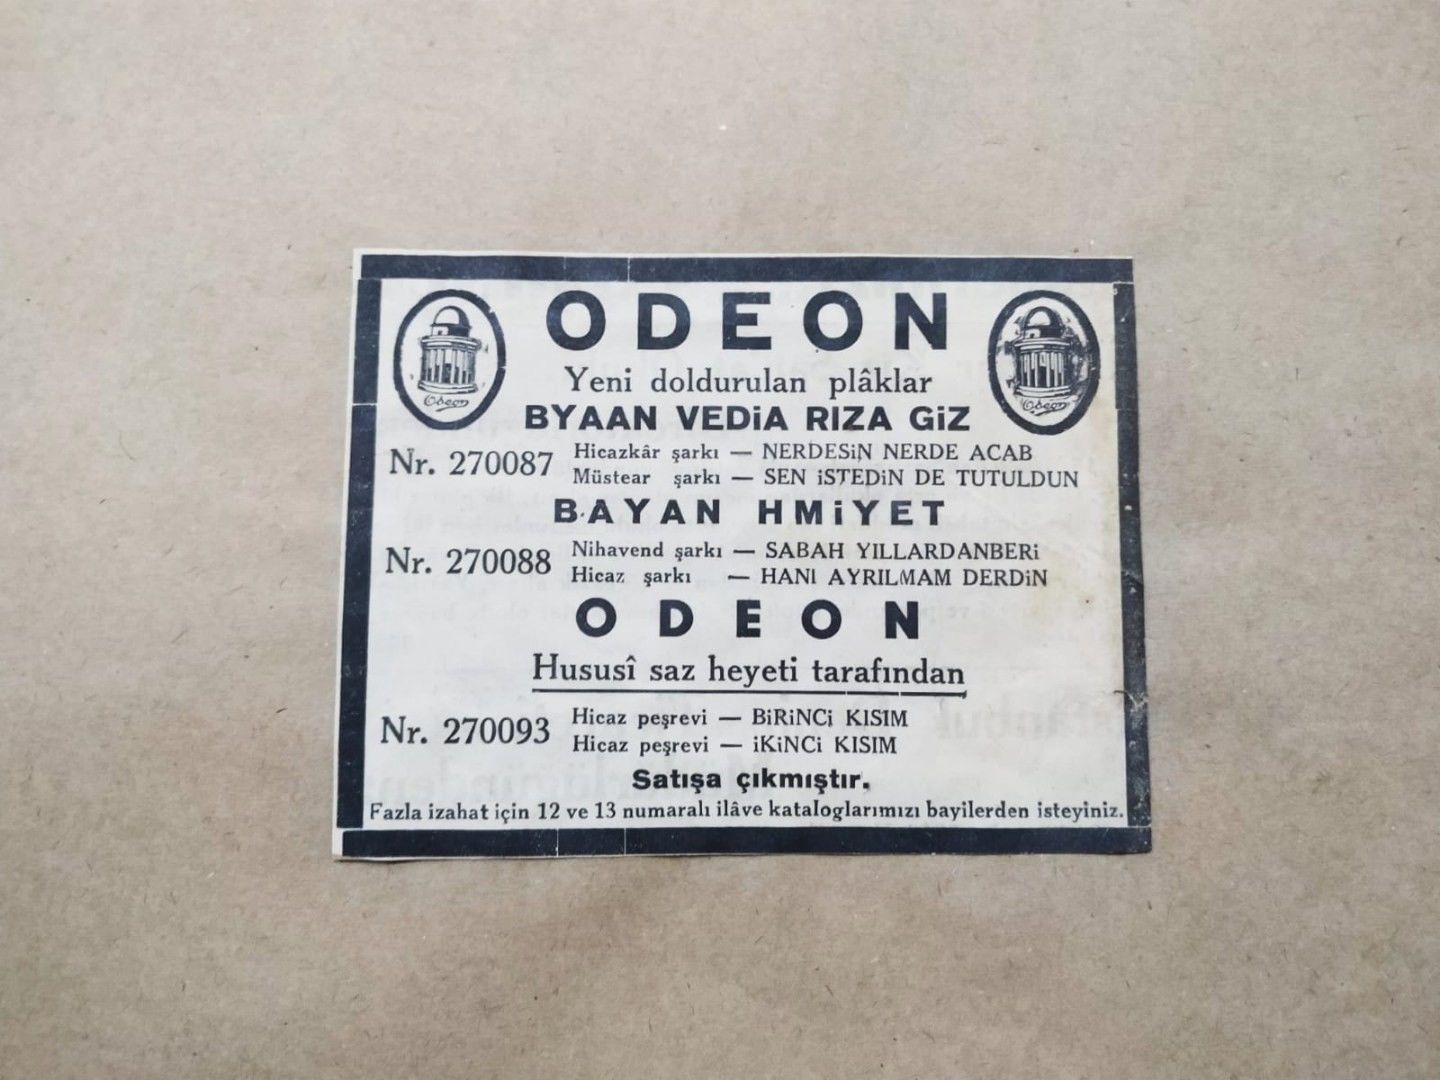 ODEON
Odeon
Odeon
Yeni doldurulan plâklar
BYAAN VEDiA RIZA GiZ
Nr. 270087
Hicazkâr şarkı — NERDESiN NERDE ACAB
Müstear şarkı — SEN iSTEDiN DE TUTULDUN
BAYAN HMiYET
Nr. 270088
Nihavend şarkı — SABAH YILLARDANBERi
Hicaz şarkı — HANI AYRILMAM DERDiN
ODEON
Hususî saz heyeti tarafından
Nr. 270093
Hicaz peşrevi — BiRiNCi KISIM
Hicaz peşrevi — iKiNCi KISIM
Satışa çıkmıştır.
Fazla izahat için 12 ve 13 numaralı ilâve kataloglarımızı bayilerden isteyiniz.